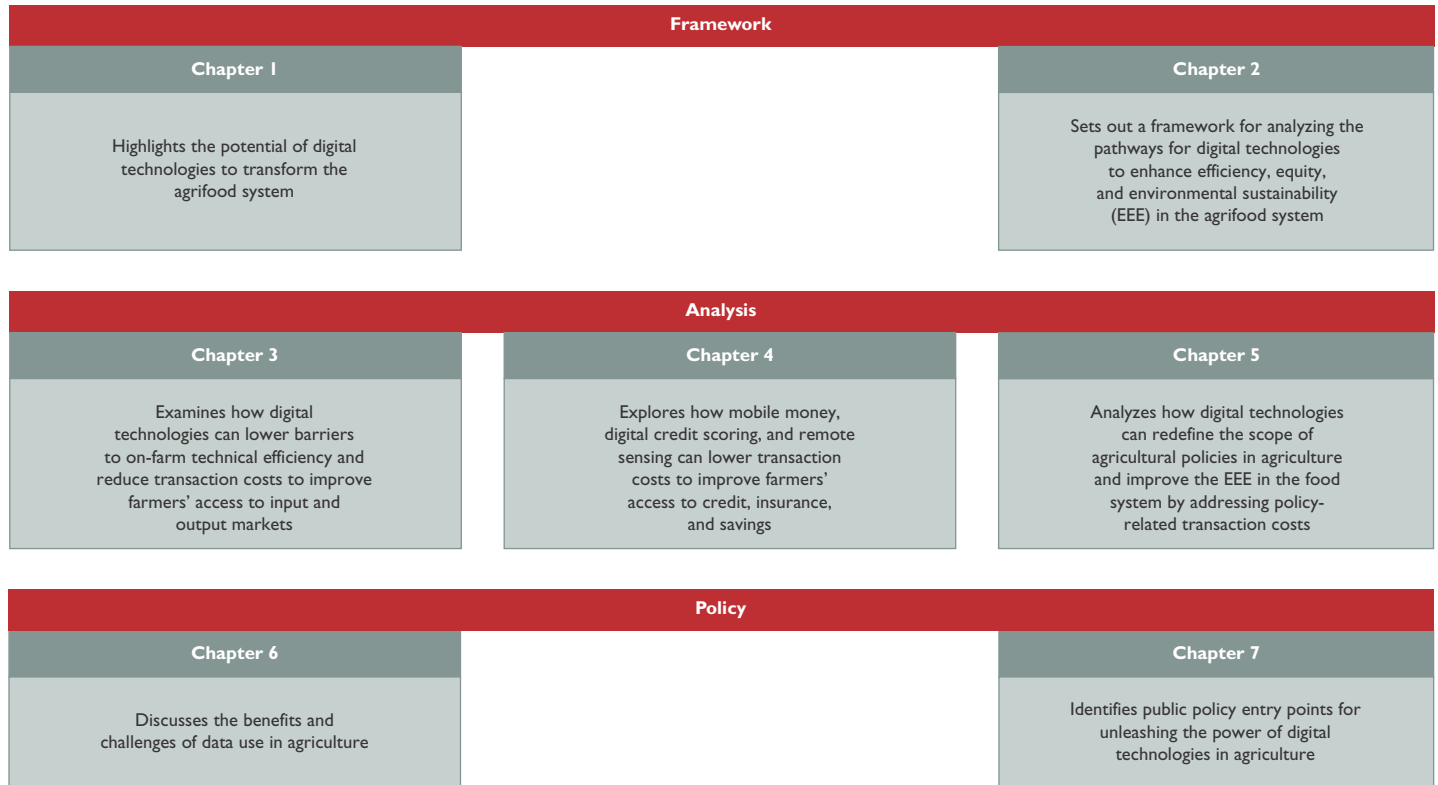 Framework
Chapter 1
Highlights the potential of digital
technologies to transform the
agrifood system
Chapter 2
Sets out a framework for analyzing the
pathways for digital technologies
to enhance efficiency, equity,
and environmental sustainability
(EEE) in the agrifood system
Analysis
Chapter 3
Examines how digital
technologies can lower barriers
to on-farm technical efficiency and
reduce transaction costs to improve
farmers' access to input and
output markets
Chapter 4
Explores how mobile money,
digital credit scoring, and remote
sensing can lower transaction
costs to improve farmers'
access to credit, insurance,
and savings
Chapter 5
Analyzes how digital technologies
can redefine the scope of
agricultural policies in agriculture
and improve the EEE in the food
system by addressing policy-
related transaction costs
Policy
Chapter 6
Discusses the benefits and
challenges of data use in agriculture
Chapter 7
Identifies public policy entry points for
unleashing the power of digital
technologies in agriculture